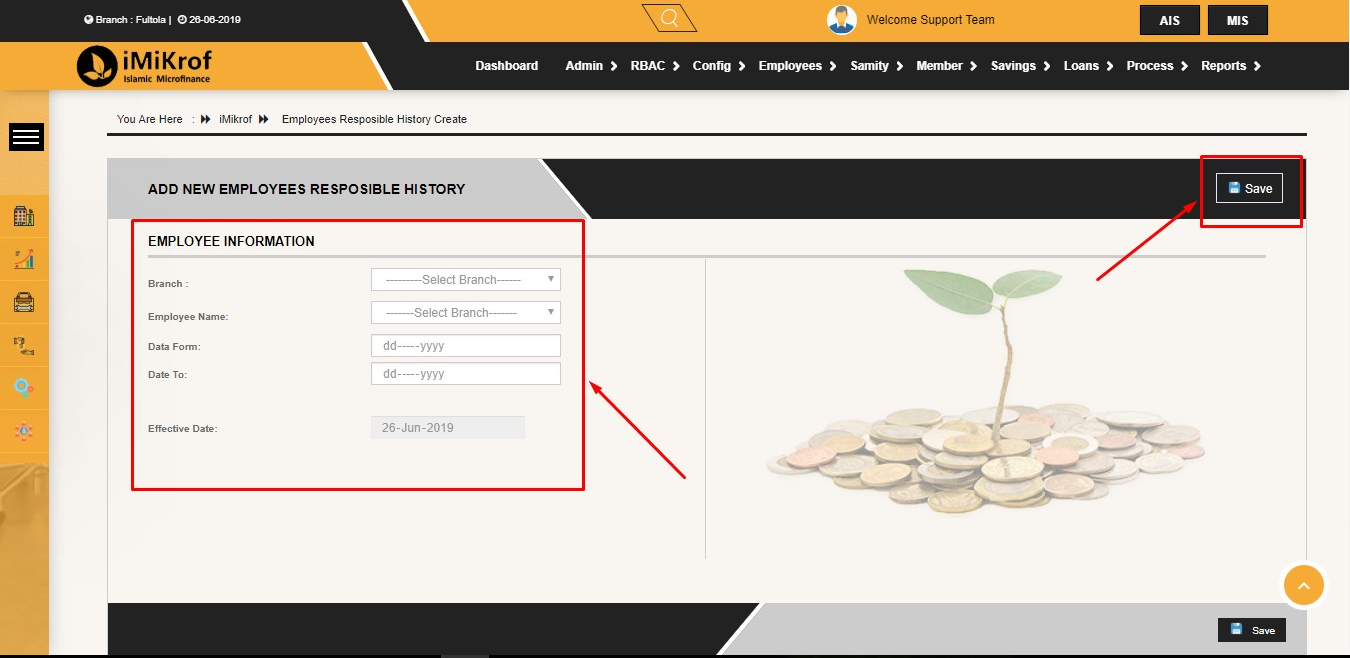 Branch : Fultola | 26-06-2019
Welcome Support Team
AIS MIS
iMiKrof
Islamic Microfinance
Dashboard Admin RBAC Config Employees Samity Member Savings Loans Process Reports
You Are Here : iMikrof Employees Resposible History Create
ADD NEW EMPLOYEES RESPOSIBLE HISTORY
Save
EMPLOYEE INFORMATION
Branch : ---------Select Branch------
Employee Name: -------Select Branch-------
Data Form: dd-----yyyy
Date To: dd-----yyyy
Effective Date: 26-Jun-2019
Save